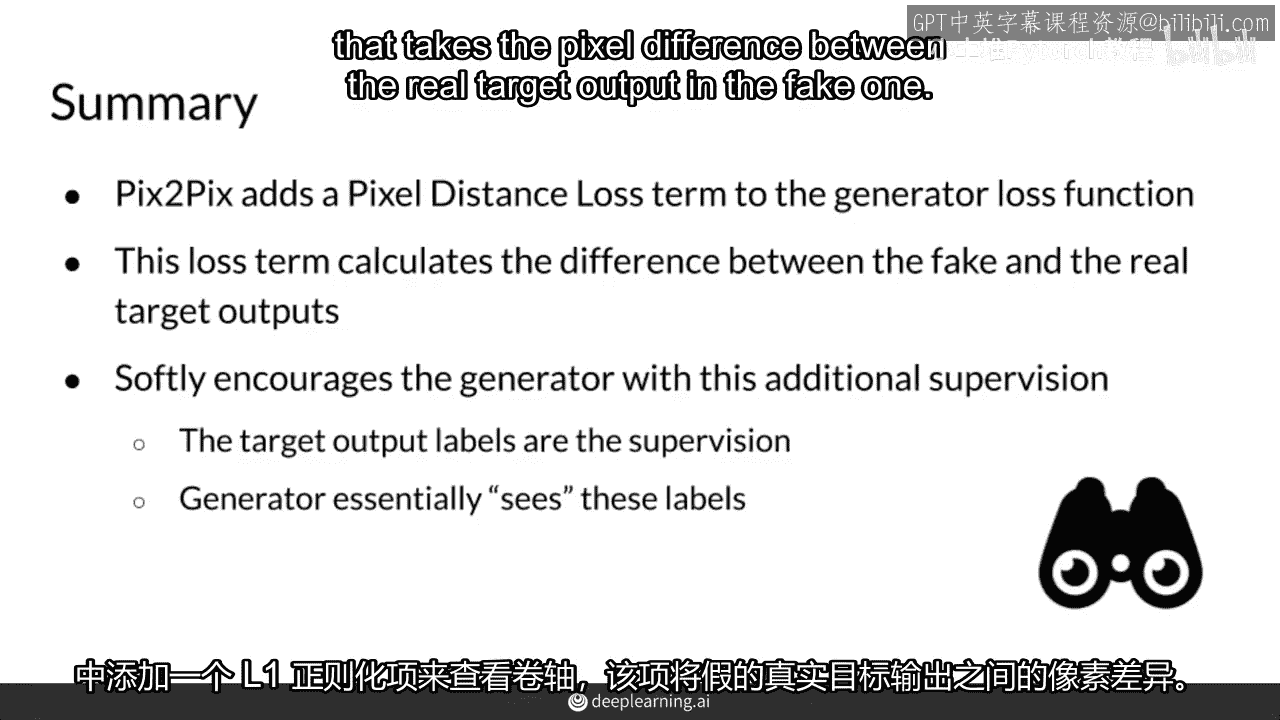 GPT中英字幕课程资源@bilibili.com
that takes the pixel difference between
the real target output in the fake one.
Summary
• Pix2Pix adds a Pixel Distance Loss term to the generator loss function
• This loss term calculates the difference between the fake and the real
target outputs
• Softly encourages the generator with this additional supervision
○ The target output labels are the supervision
○ Generator essentially “sees” these labels
中添加一个 L1 正则化项来查看卷轴，该项将假的真实目标输出之间的像素差异。
deeplearning.ai